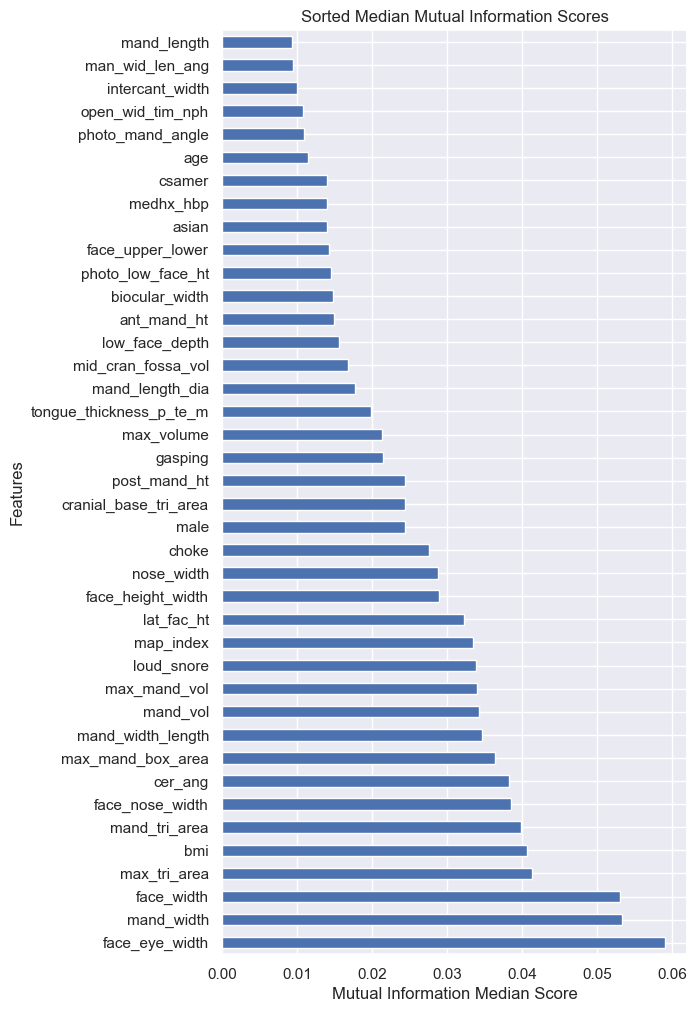 Sorted Median Mutual Information Scores
mand_length
man_wid_len_ang
intercant_width
open_wid_tim_nph
photo_mand_angle
age
csamer
medhx_hbp
asian
face_upper_lower
photo_low_face_ht
biocular_width
ant_mand_ht
low_face_depth
mid_cran_fossa_vol
mand_length_dia
tongue_thickness_p_te_m
max_volume
gasping
post_mand_ht
cranial_base_tri_area
male
choke
nose_width
face_height_width
lat_fac_ht
map_index
loud_snore
max_mand_vol
mand_vol
mand_width_length
max_mand_box_area
cer_ang
face_nose_width
mand_tri_area
bmi
max_tri_area
face_width
mand_width
face_eye_width
Features
0.00 0.01 0.02 0.03 0.04 0.05 0.06
Mutual Information Median Score